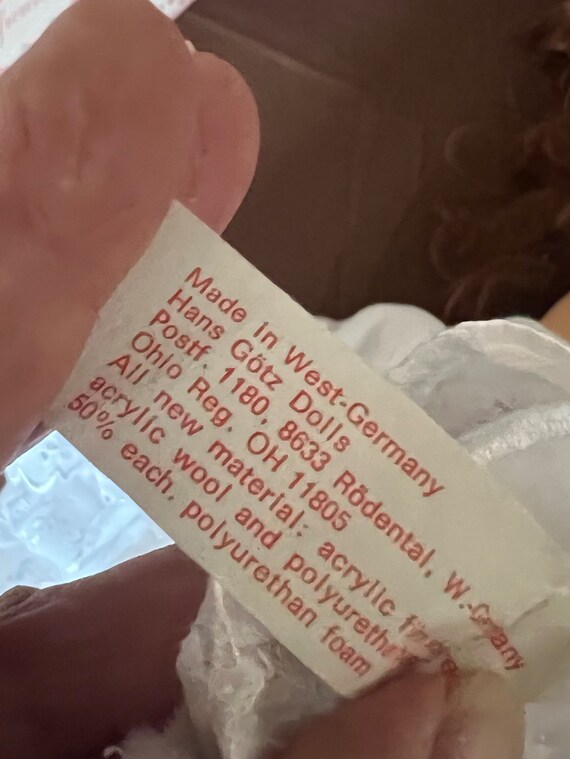 Made in West-Germany
Hans Götz Dolls
Postf. 1180, 8633 Rödental, W.-G any
Ohio Reg. OH 11805
All new material: acrylic
acrylic wool and polyureth
50% each, polyurethan foam